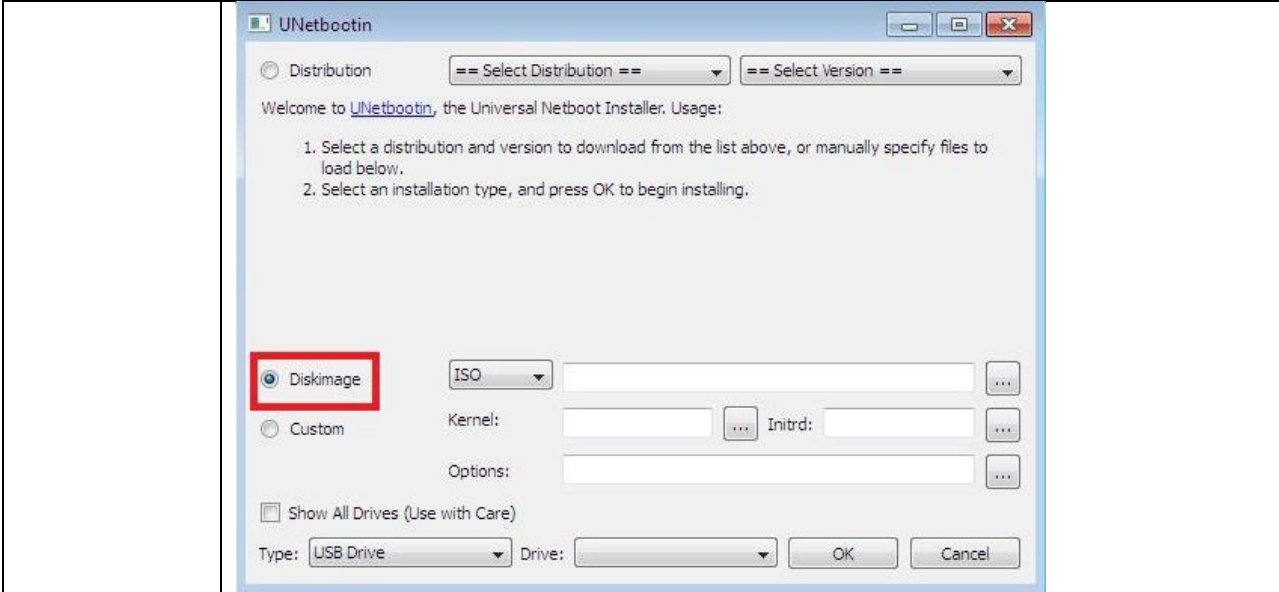 UNetbootin
Distribution == Select Distribution == == Select Version ==
Welcome to UNetbootin, the Universal Netboot Installer. Usage:
1. Select a distribution and version to download from the list above, or manually specify files to
load below.
2. Select an installation type, and press OK to begin installing.
Diskimage ISO ...
Custom Kernel: ... Initrd: ...
Options: ...
Show All Drives (Use with Care)
Type: USB Drive Drive: OK Cancel